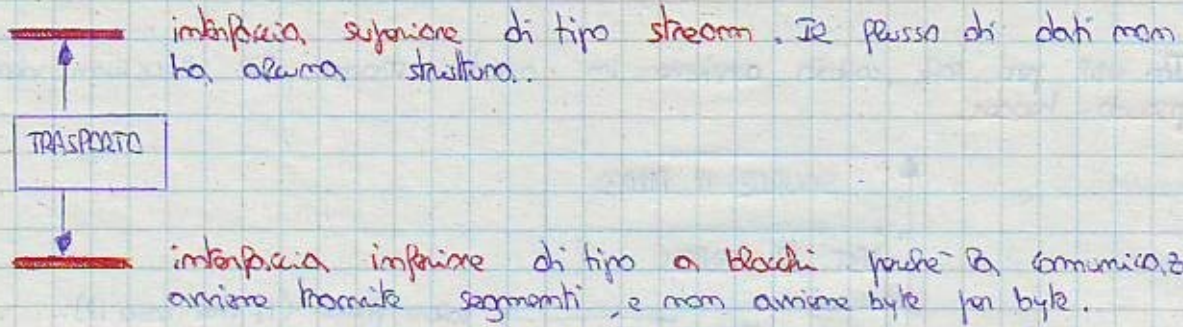 interfaccia superiore di tipo stream. Il flusso di dati non
ha alcuna struttura.
TRASPORTO
interfaccia inferiore di tipo a blocchi perché la comunicaz
avviene tramite segmenti, e non avviene byte per byte.